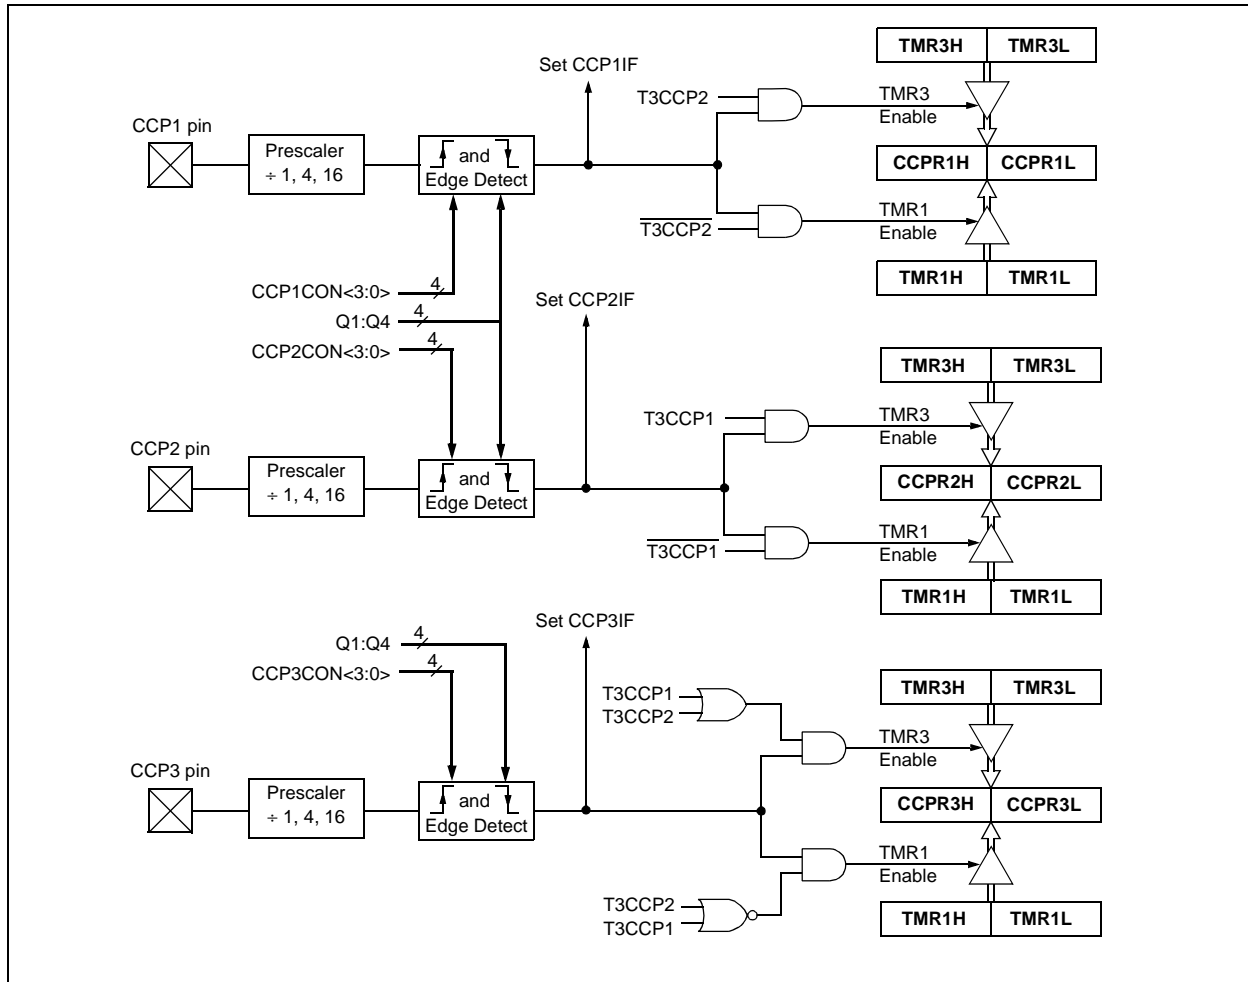 TMR3H TMR3L
Set CCP1IF
T3CCP2
TMR3
Enable
CCP1 pin
Prescaler
÷ 1, 4, 16
and
Edge Detect
CCPR1H CCPR1L
T3CCP2
TMR1
Enable
TMR1H TMR1L
CCP1CON<3:0> 4
Q1:Q4 4
CCP2CON<3:0> 4
Set CCP2IF
TMR3H TMR3L
T3CCP1
TMR3
Enable
CCP2 pin
Prescaler
÷ 1, 4, 16
and
Edge Detect
CCPR2H CCPR2L
T3CCP1
TMR1
Enable
TMR1H TMR1L
Set CCP3IF
Q1:Q4 4
CCP3CON<3:0> 4
TMR3H TMR3L
T3CCP1
T3CCP2
TMR3
Enable
CCP3 pin
Prescaler
÷ 1, 4, 16
and
Edge Detect
CCPR3H CCPR3L
TMR1
Enable
T3CCP2
T3CCP1
TMR1H TMR1L